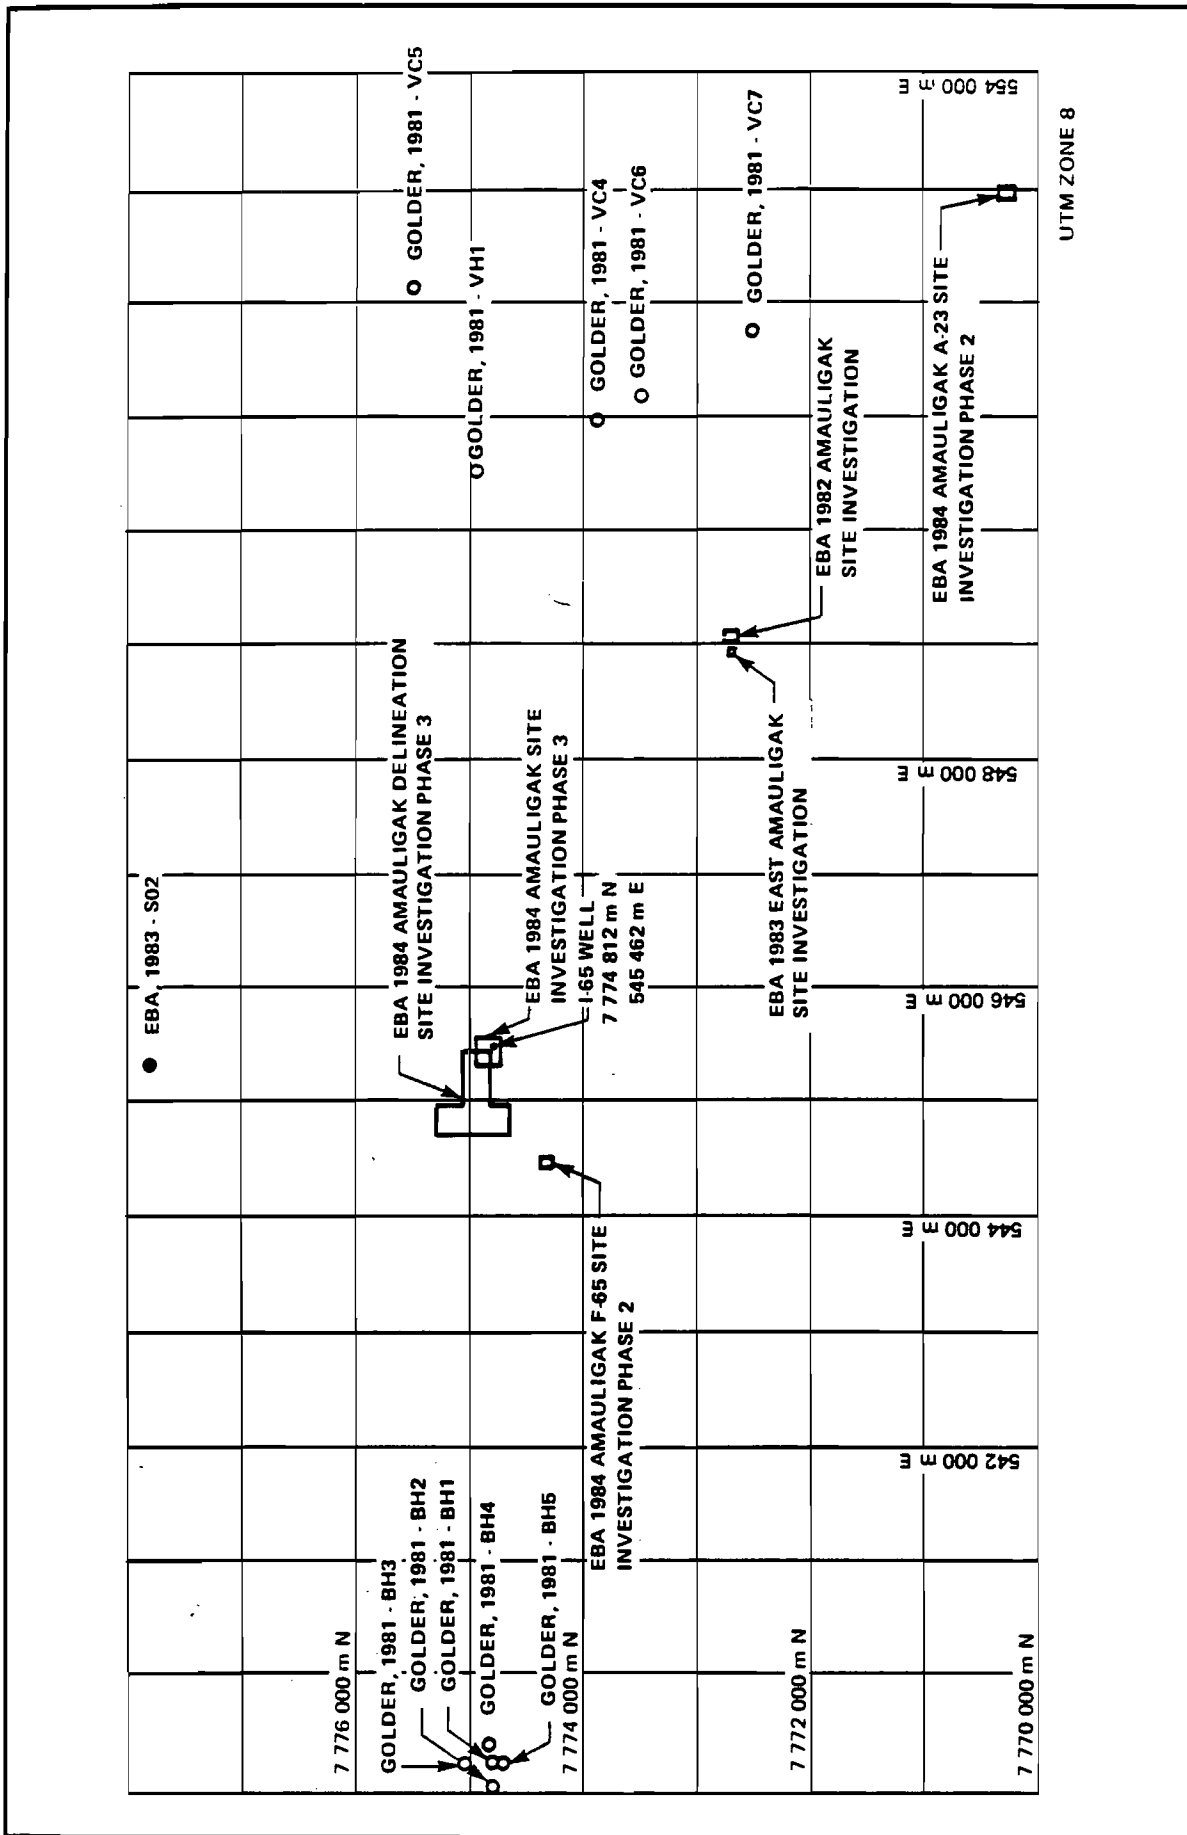 EBA, 1983 - S02
GOLDER, 1981 - VC5
7 776 000 m N
GOLDER, 1981 - BH3
GOLDER, 1981 - BH2
GOLDER, 1981 - BH1
GOLDER, 1981 - BH4
GOLDER, 1981 - BH5
7 774 000 m N
EBA 1984 AMAULIGAK DELINEATION
SITE INVESTIGATION PHASE 3
GOLDER, 1981 - VH1
EBA 1984 AMAULIGAK SITE
INVESTIGATION PHASE 3
I-65 WELL
7 774 812 m N
545 462 m E
GOLDER, 1981 - VC4
GOLDER, 1981 - VC6
EBA 1984 AMAULIGAK F-65 SITE
INVESTIGATION PHASE 2
GOLDER, 1981 - VC7
EBA 1983 EAST AMAULIGAK
SITE INVESTIGATION
EBA 1982 AMAULIGAK
SITE INVESTIGATION
7 772 000 m N
EBA 1984 AMAULIGAK A-23 SITE
INVESTIGATION PHASE 2
7 770 000 m N
542 000 m E
544 000 m E
546 000 m E
548 000 m E
554 000 m E
UTM ZONE 8